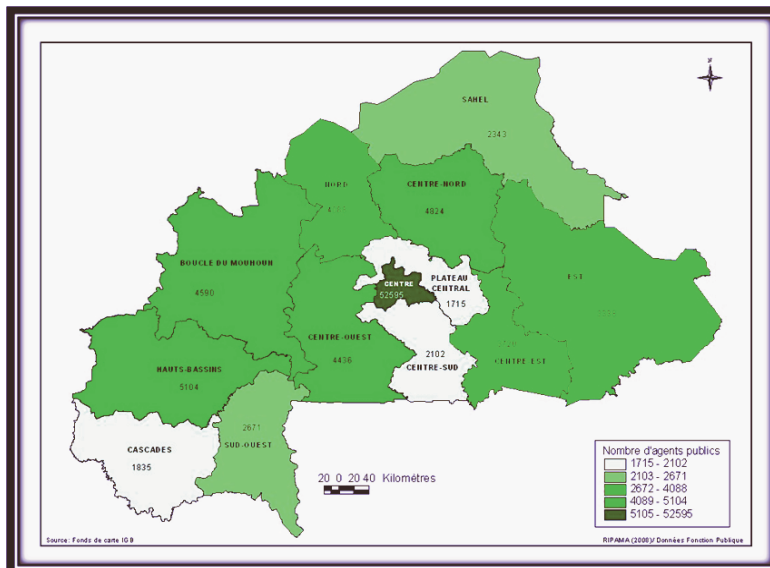 N
SAHEL
2343
NORD
CENTRE-NORD
4824
BOUCLE DU MOUHOUN
4590
PLATEAU
CENTRAL
1715
CENTRE
52595
EST
CENTRE-OUEST
4436
2102
CENTRE-SUD
CENTRE EST
HAUTS-BASSINS
5104
2671
SUD-OUEST
CASCADES
1835
20 0 20 40 Kilométres
Nombre d'agents publics
1715 - 2102
2103 - 2671
2672 - 4088
4089 - 5104
5105 - 52595
Source: Fonds de carte IGB
RIPAMA (2008)/ Données Fonction Publique